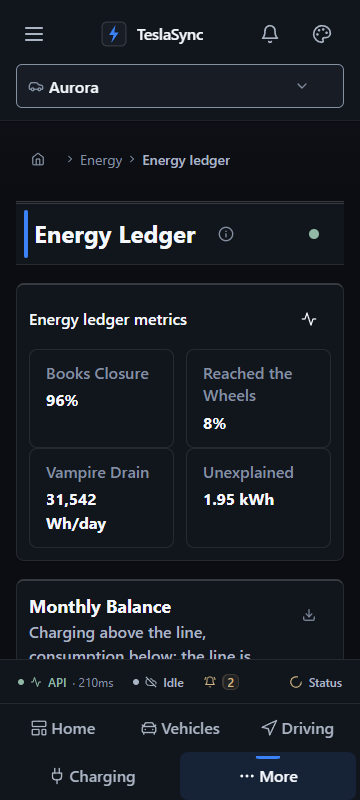 TeslaSync
Aurora
Energy
Energy ledger
Energy Ledger
Energy ledger metrics
Books Closure
96%
Reached the
Wheels
8%
Vampire Drain
31,542
Wh/day
Unexplained
1.95 kWh
Monthly Balance
Charging above the line,
consumption below: the line is
API · 210ms
Idle
2
Status
Home
Vehicles
Driving
Charging
More